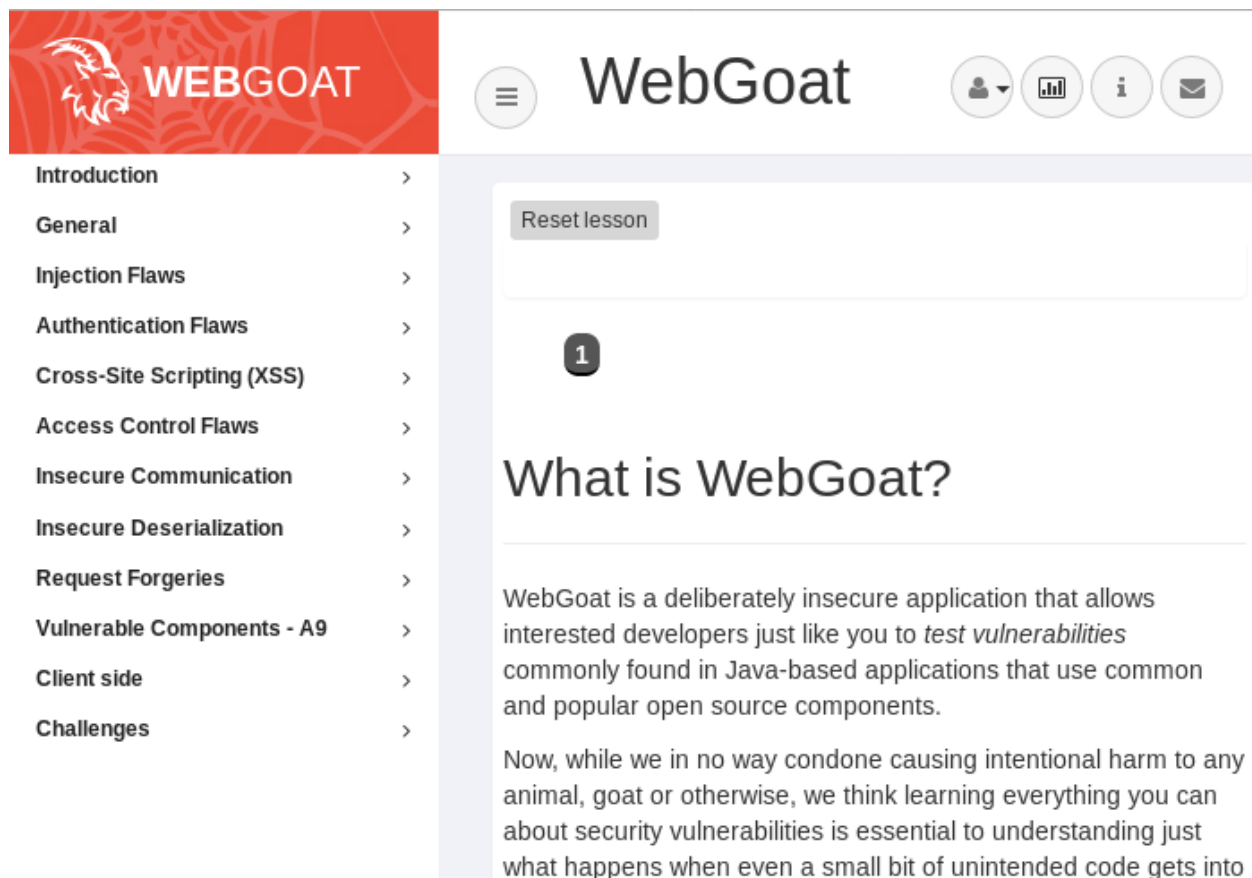 WEBGOAT
WebGoat
Introduction
General
Injection Flaws
Authentication Flaws
Cross-Site Scripting (XSS)
Access Control Flaws
Insecure Communication
Insecure Deserialization
Request Forgeries
Vulnerable Components - A9
Client side
Challenges
Reset lesson
1
What is WebGoat?
WebGoat is a deliberately insecure application that allows
interested developers just like you to test vulnerabilities
commonly found in Java-based applications that use common
and popular open source components.
Now, while we in no way condone causing intentional harm to any
animal, goat or otherwise, we think learning everything you can
about security vulnerabilities is essential to understanding just
what happens when even a small bit of unintended code gets into